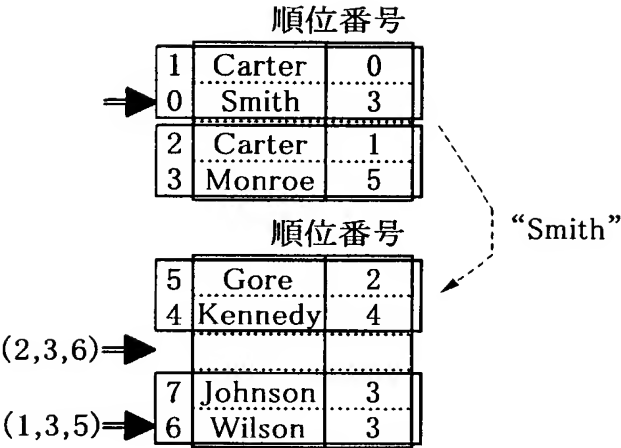 順位番号
1 Carter 0
0 Smith 3
2 Carter 1
3 Monroe 5
"Smith"
順位番号
5 Gore 2
4 Kennedy 4
(2,3,6)
7 Johnson 3
(1,3,5) 6 Wilson 3